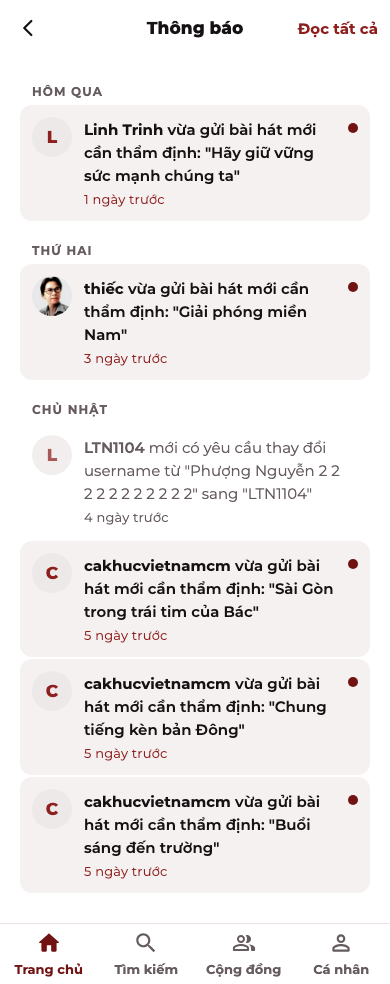 Thông báo
Đọc tất cả
HÔM QUA
L
Linh Trinh vừa gửi bài hát mới
cần thẩm định: "Hãy giữ vững
sức mạnh chúng ta"
1 ngày trước
THỨ HAI
thiếc vừa gửi bài hát mới cần
thẩm định: "Giải phóng miền
Nam"
3 ngày trước
CHỦ NHẬT
L
LTN1104 mới có yêu cầu thay đổi
username từ "Phượng Nguyễn 2 2
2 2 2 2 2 2 2 2 2" sang "LTN1104"
4 ngày trước
C
cakhucvietnamcm vừa gửi bài
hát mới cần thẩm định: "Sài Gòn
trong trái tim của Bác"
5 ngày trước
C
cakhucvietnamcm vừa gửi bài
hát mới cần thẩm định: "Chung
tiếng kèn bản Đông"
5 ngày trước
C
cakhucvietnamcm vừa gửi bài
hát mới cần thẩm định: "Buổi
sáng đến trường"
5 ngày trước
Trang chủ
Tìm kiếm
Cộng đồng
Cá nhân